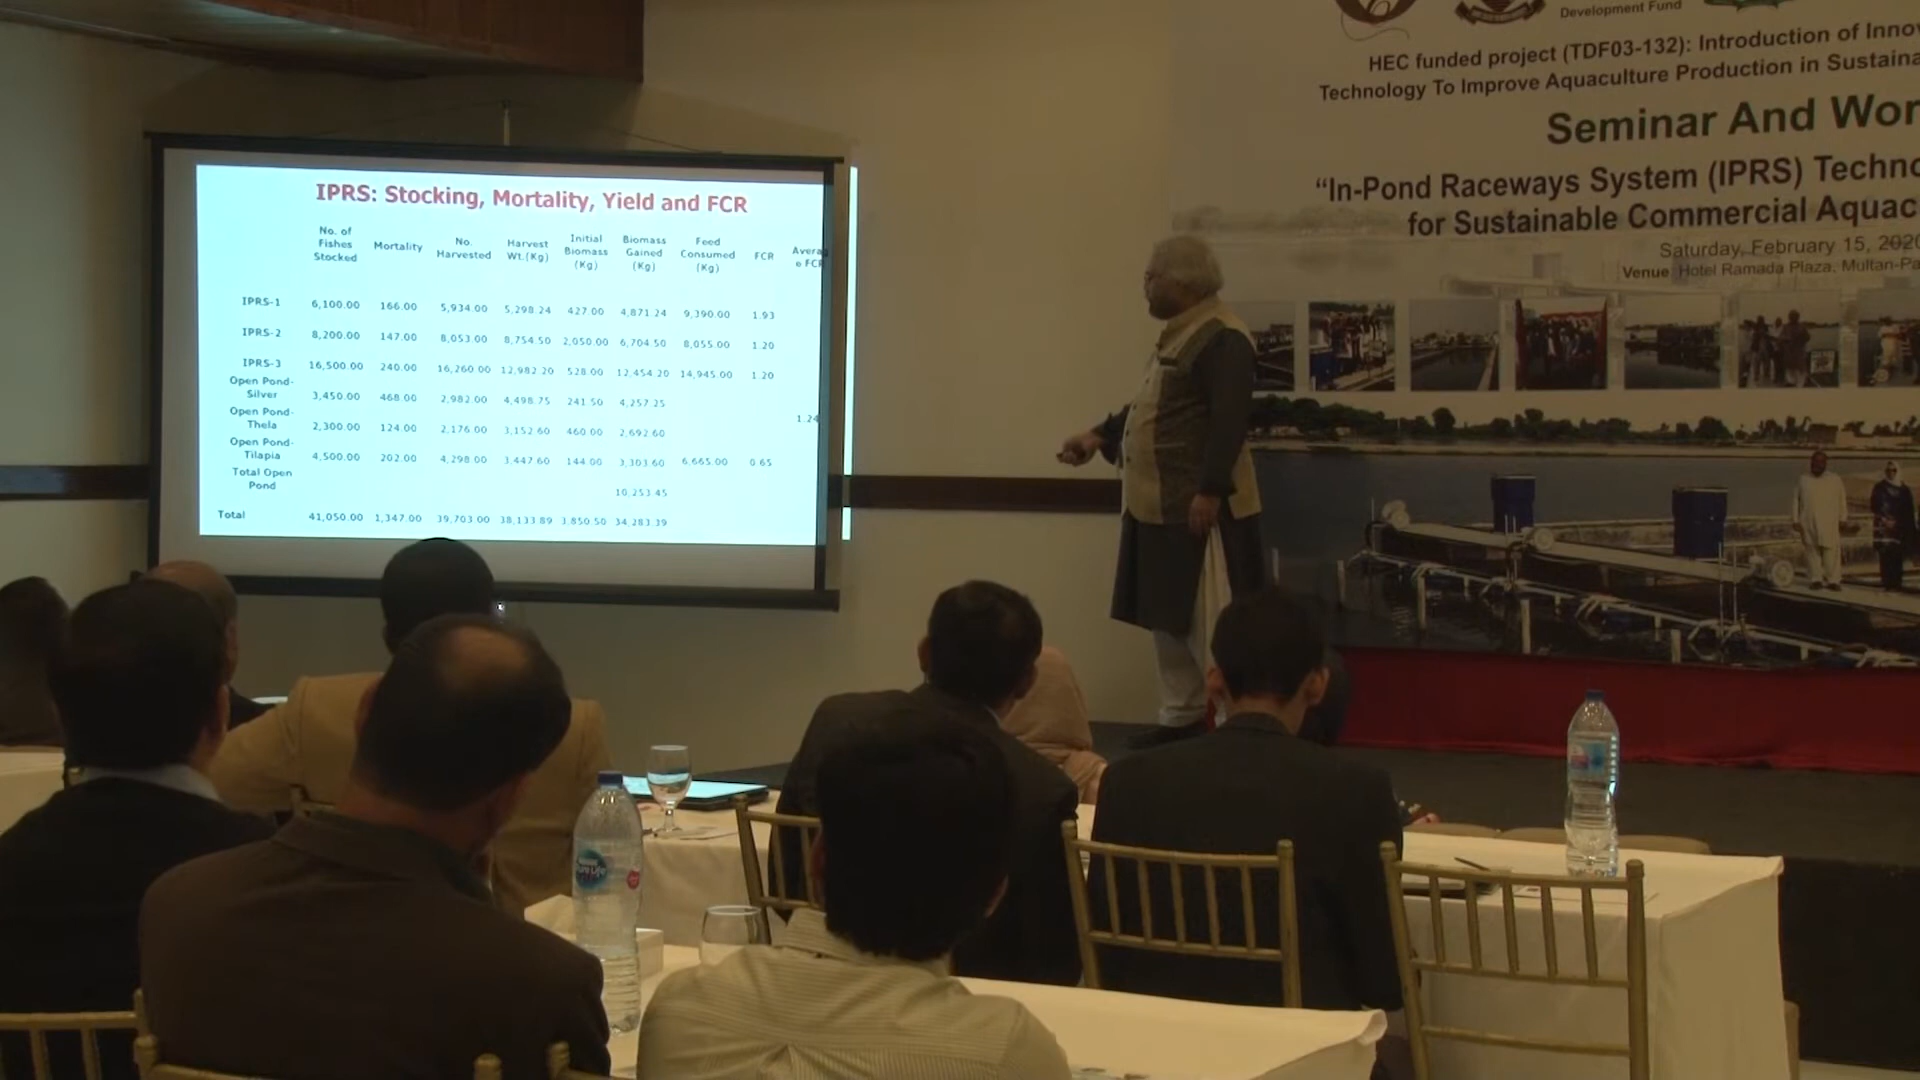 IPRS: Stocking, Mortality, Yield and FCR
No. of Fishes Stocked Mortality No. Harvested Harvest Wt.(Kg) Initial Biomass (Kg) Biomass Gained (Kg) Feed Consumed (Kg) FCR Averag e FCR
IPRS-1 6,100.00 166.00 5,934.00 5,298.24 427.00 4,871.24 9,390.00 1.93
IPRS-2 8,200.00 147.00 8,053.00 8,754.50 2,050.00 6,704.50 8,055.00 1.20
IPRS-3 16,500.00 240.00 16,260.00 12,982.20 528.00 12,454.20 14,945.00 1.20
Open Pond-Silver 3,450.00 468.00 2,982.00 4,498.75 241.50 4,257.25
1.24
Open Pond-Thela 2,300.00 124.00 2,176.00 3,152.60 460.00 2,692.60
Open Pond-Tilapia 4,500.00 202.00 4,298.00 3,447.60 144.00 3,303.60 6,665.00 0.65
Total Open Pond 10,253.45
Total 41,050.00 1,347.00 39,703.00 38,133.89 3,850.50 34,283.39
Development Fund
HEC funded project (TDF03-132): Introduction of Innov
Technology To Improve Aquaculture Production in Sustaina
Seminar And Wor
“In-Pond Raceways System (IPRS) Techno
for Sustainable Commercial Aquac
Saturday, February 15, 2020
Venue Hotel Ramada Plaza, Multan-Pa
Nestle
Pure Life